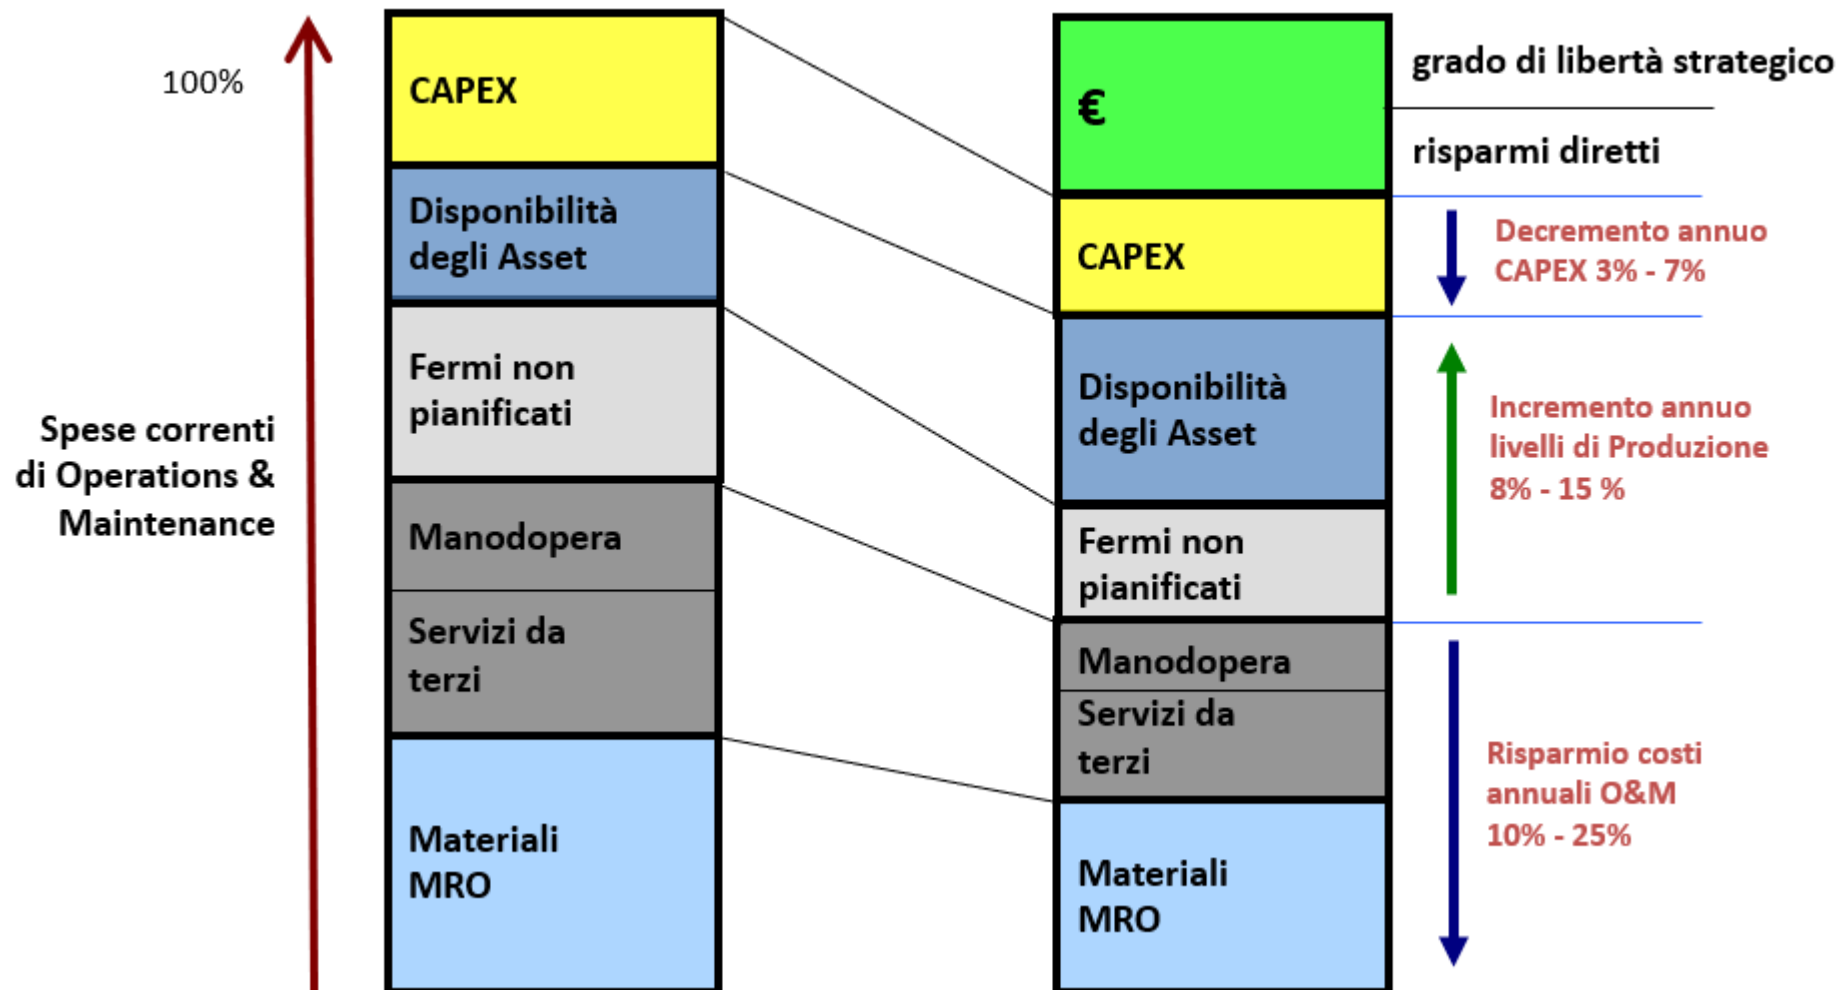 100%
Spese correnti
di Operations &
Maintenance
CAPEX
Disponibilità
degli Asset
Fermi non
pianificati
Manodopera
Servizi da
terzi
Materiali
MRO
€
CAPEX
Disponibilità
degli Asset
Fermi non
pianificati
Manodopera
Servizi da
terzi
Materiali
MRO
grado di libertà strategico
risparmi diretti
Decremento annuo
CAPEX 3% - 7%
Incremento annuo
livelli di Produzione
8% - 15 %
Risparmio costi
annuali O&M
10% - 25%